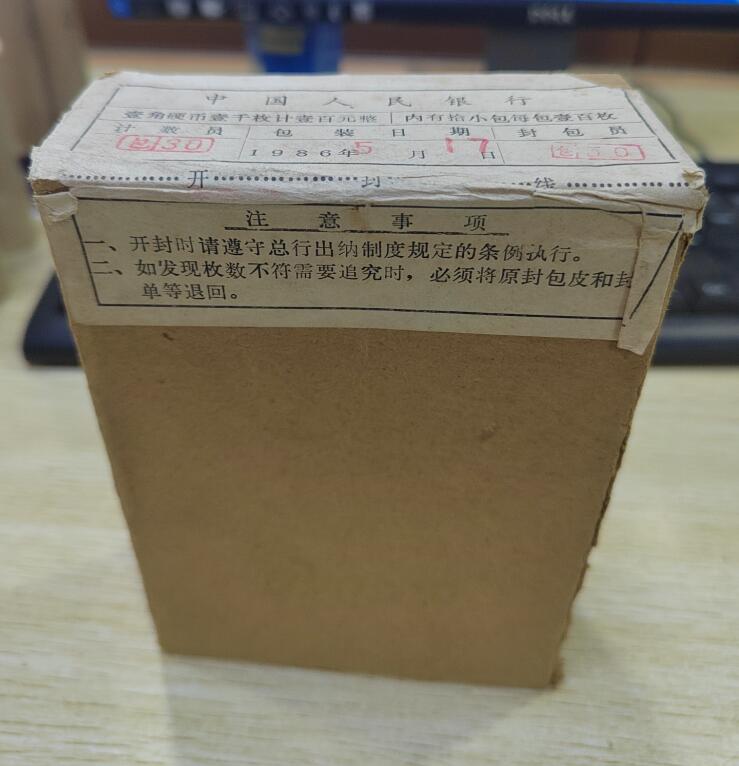 DELL
中国人民银行
壹角硬币壹千枚计壹百元整 内有拾小包每包壹百枚
计数员 包装日期 封包员
1986年5月17日
开封线
注意事项
一、开封时请遵守总行出纳制度规定的条例执行。
二、如发现枚数不符需要追究时，必须将原封包皮和封
单等退回。